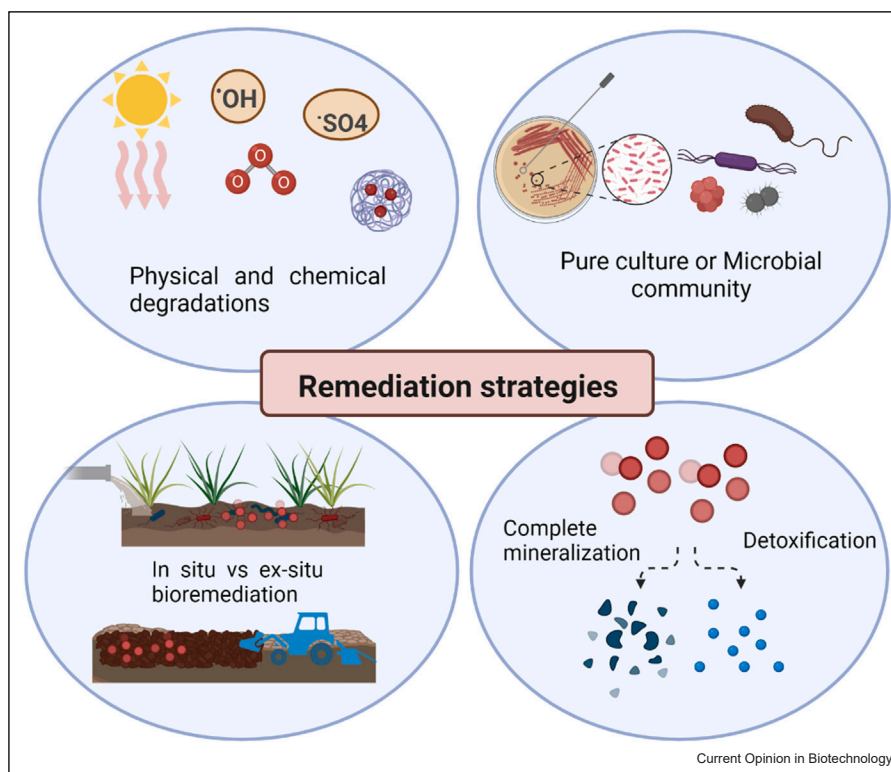 ·OH
·SO4
O
O
O
Physical and chemical
degradations
Pure culture or Microbial
community
Remediation strategies
In situ vs ex-situ
bioremediation
Complete
mineralization
Detoxification
Current Opinion in Biotechnology